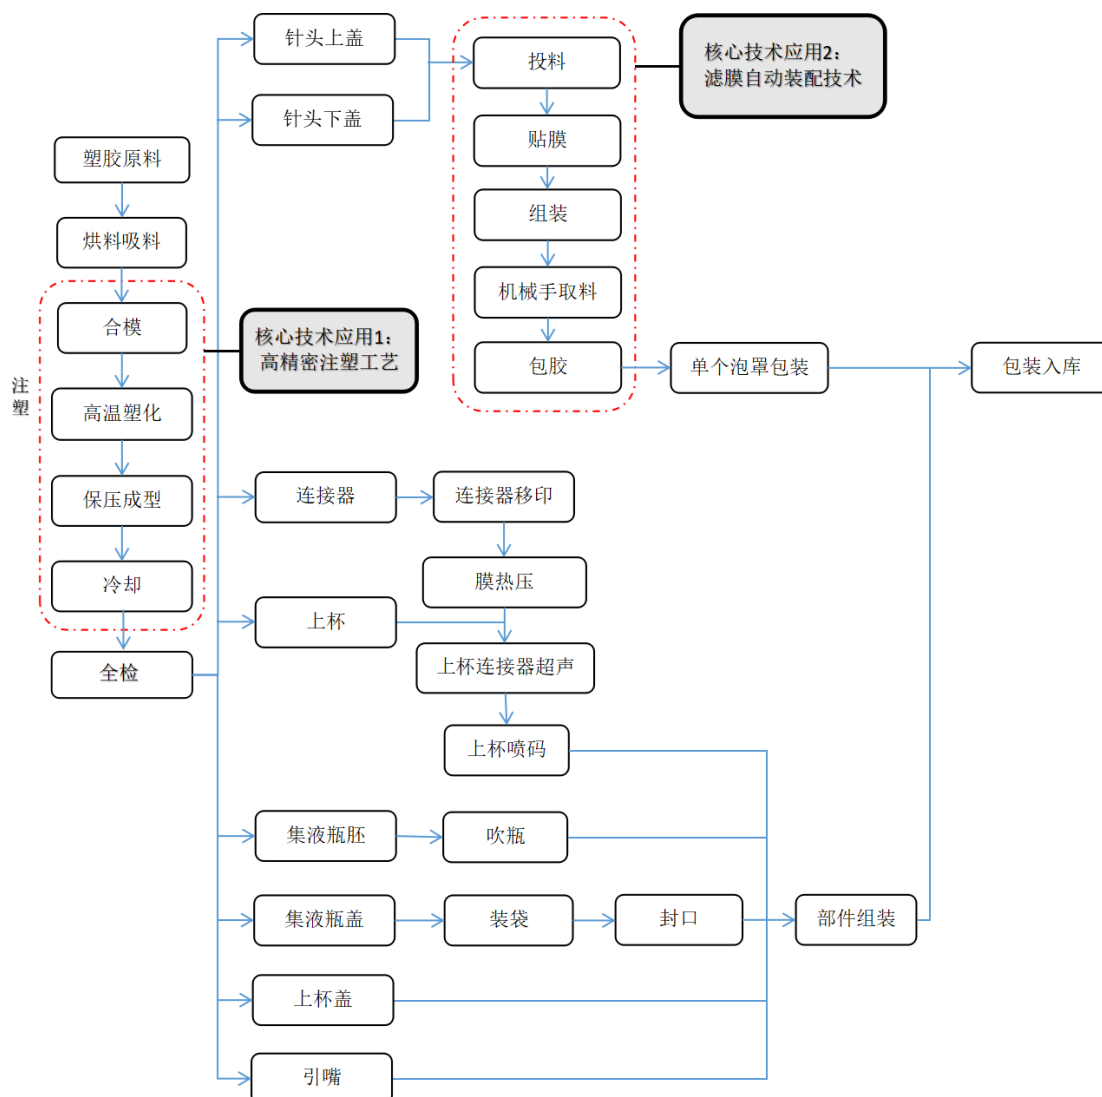 针头上盖
针头下盖
投料
核心技术应用2：
滤膜自动装配技术
贴膜
组装
机械手取料
包胶
单个泡罩包装
包装入库
塑胶原料
烘料吸料
注塑
合模
高温塑化
保压成型
冷却
全检
核心技术应用1：
高精密注塑工艺
连接器
连接器移印
膜热压
上杯
上杯连接器超声
上杯喷码
集液瓶胚
吹瓶
集液瓶盖
装袋
封口
部件组装
上杯盖
引嘴